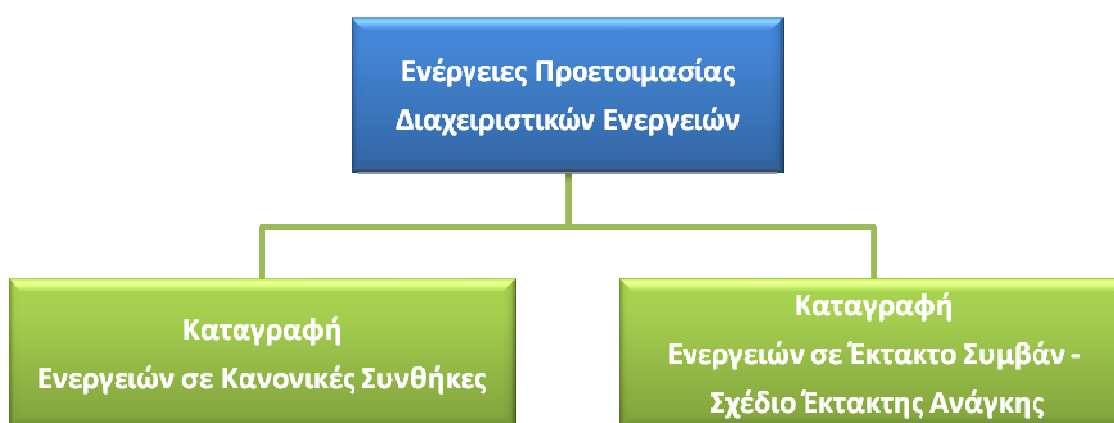 Ενέργειες Προετοιμασίας
Διαχειριστικών Ενεργειών
Καταγραφή
Ενεργειών σε Κανονικές Συνθήκες
Καταγραφή
Ενεργειών σε Έκτακτο Συμβάν -
Σχέδιο Έκτακτης Ανάγκης